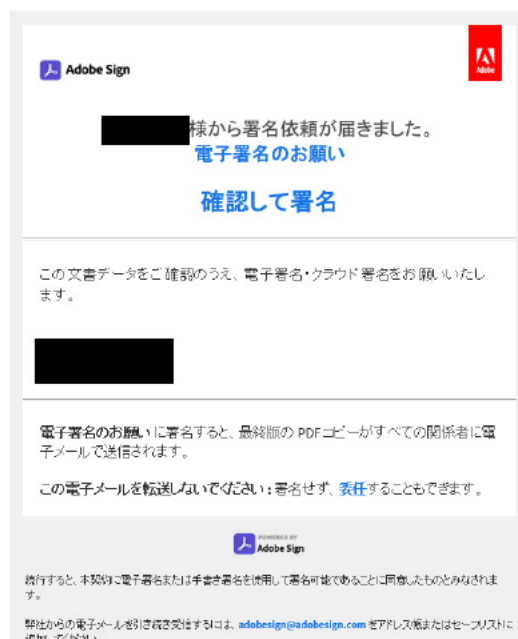 Adobe Sign
Adobe
様から署名依頼が届きました。
電子署名のお願い
確認して署名
この文書データをご確認のうえ、電子署名・クラウド署名をお願いいたし
ます。
電子署名のお願いに署名すると、最終版の PDFコピーがすべての関係者に電
子メールで送信されます。
この電子メールを転送しないでください：署名せず、委任することもできます。
POWERED BY
Adobe Sign
続行すると、本契約に電子署名または手書き署名を使用して署名可能であることに同意したものとみなされま
す。
弊社からの電子メールを引き続き受信するには、adobesign@adobesign.com をアドレス帳またはセーフリストに
追加してください。